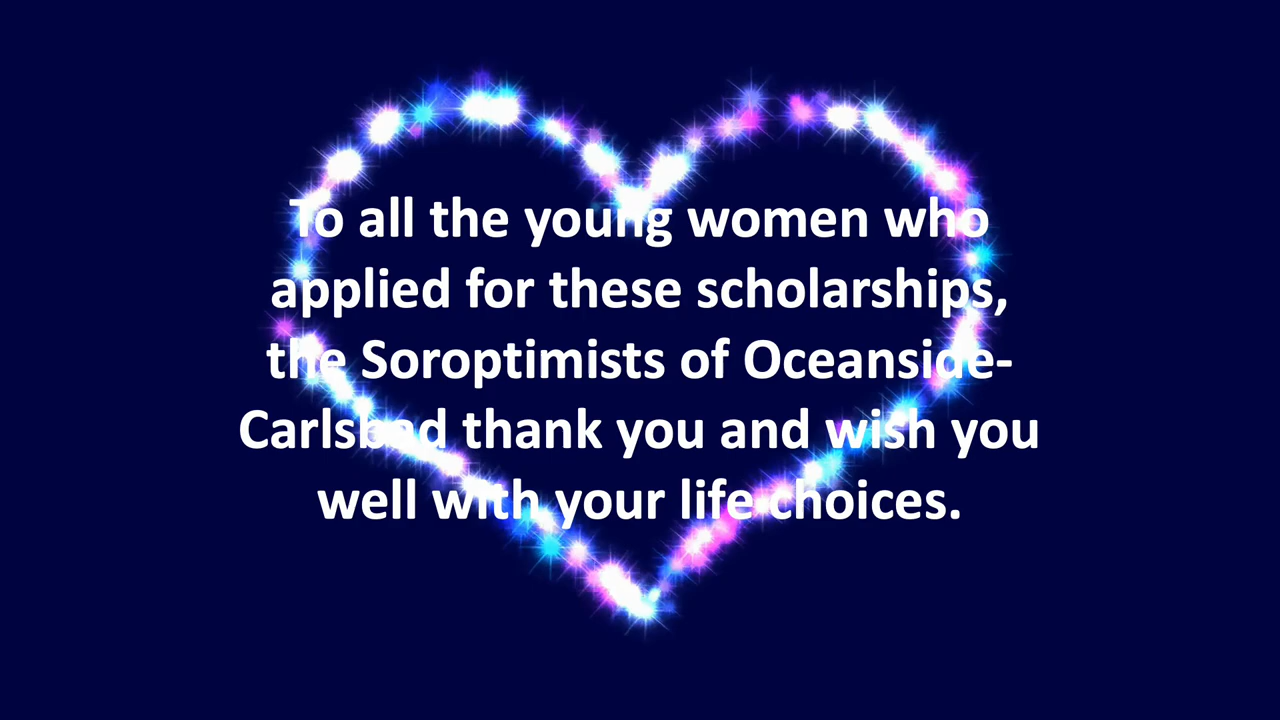 To all the young women who
applied for these scholarships,
the Soroptimists of Oceanside-
Carlsbad thank you and wish you
well with your life choices.